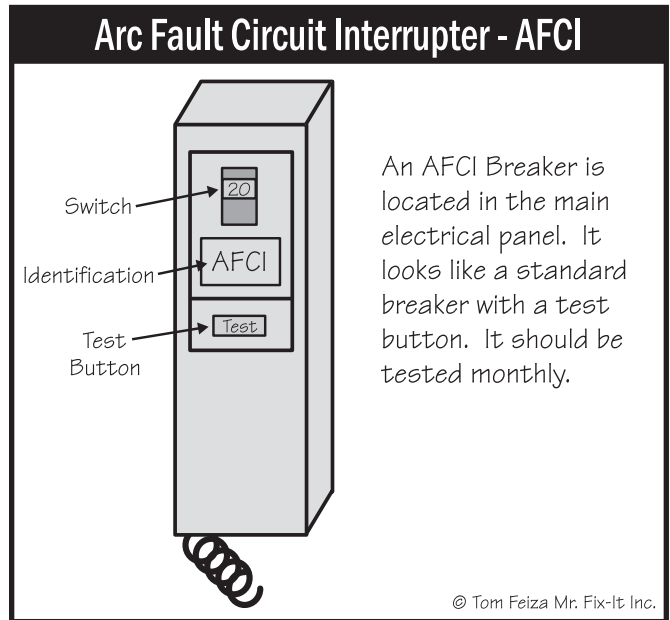 Arc Fault Circuit Interrupter - AFCI
Switch
20
Identification
AFCI
Test
Button
Test
An AFCI Breaker is
located in the main
electrical panel. It
looks like a standard
breaker with a test
button. It should be
tested monthly.
© Tom Feiza Mr. Fix-It Inc.